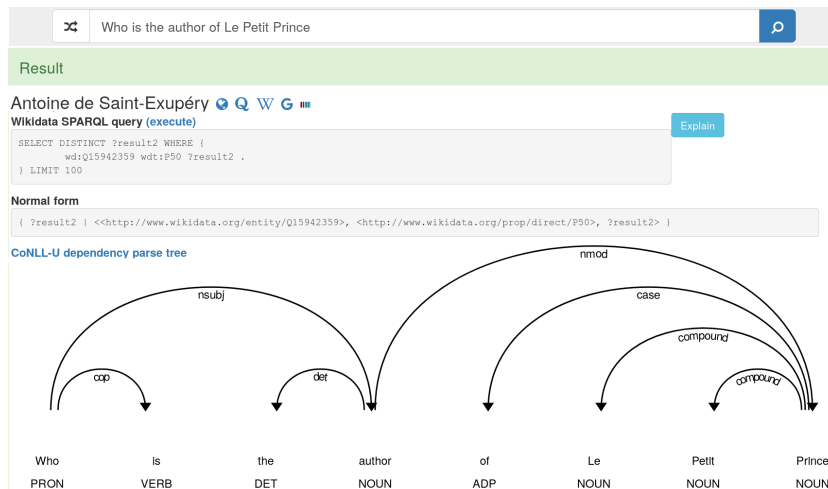 Who is the author of Le Petit Prince
Result
Antoine de Saint-Exupéry Q W G
Wikidata SPARQL query (execute)
Explain
SELECT DISTINCT ?result2 WHERE {
wd:Q15942359 wdt:P50 ?result2 .
} LIMIT 100
Normal form
{ ?result2 | <<http://www.wikidata.org/entity/Q15942359>, <http://www.wikidata.org/prop/direct/P50>, ?result2> }
CoNLL-U dependency parse tree
nmod
nsubj case
compound
cop det compound
Who is the author of Le Petit Prince
PRON VERB DET NOUN ADP NOUN NOUN NOUN